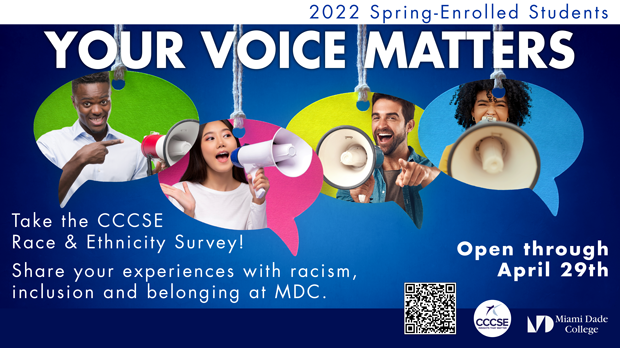 2022 Spring-Enrolled Students
YOUR VOICE MATTERS
Take the CCCSE
Race & Ethnicity Survey!
Share your experiences with racism,
inclusion and belonging at MDC.
Open through
April 29th
CCCSE
Miami Dade
College